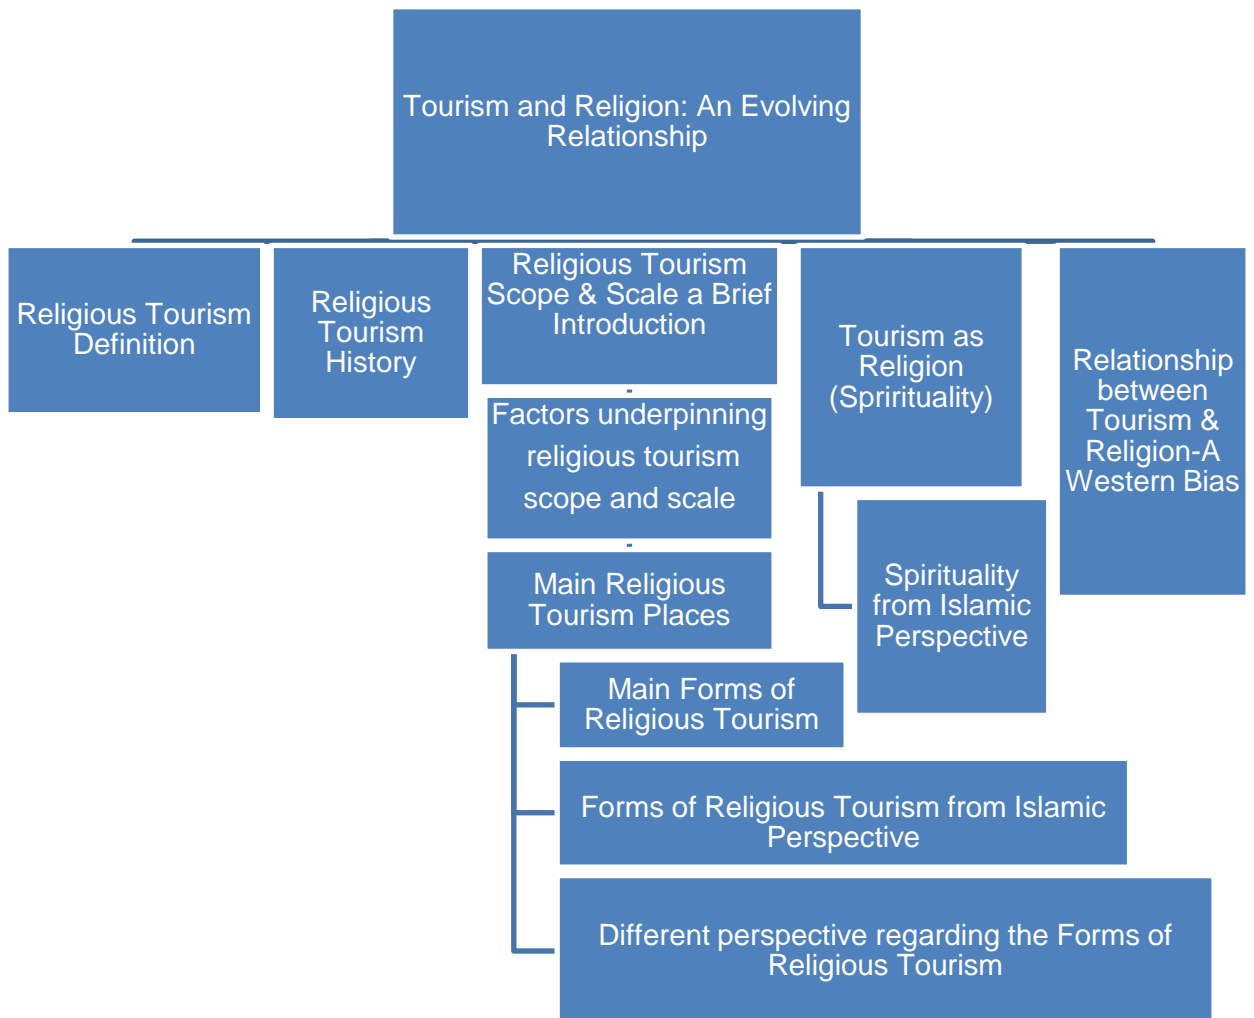 Tourism and Religion: An Evolving
Relationship
Religious Tourism
Definition
Religious
Tourism
History
Religious Tourism
Scope & Scale a Brief
Introduction
Tourism as
Religion
(Sprirituality)
Relationship
between
Tourism &
Religion-A
Western Bias
Factors underpinning
religious tourism
scope and scale
Spirituality
from Islamic
Perspective
Main Religious
Tourism Places
Main Forms of
Religious Tourism
Forms of Religious Tourism from Islamic
Perspective
Different perspective regarding the Forms of
Religious Tourism